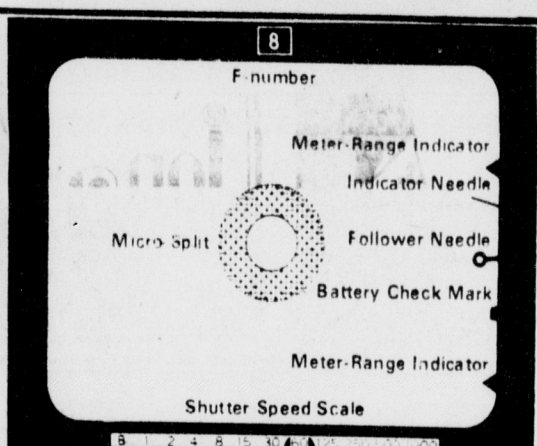 8
F-number
Meter-Range Indicator
Indicator Needle
Micro-Split
Follower Needle
Battery Check Mark
Meter-Range Indicator
Shutter Speed Scale
B 1 2 4 8 15 30 60 125